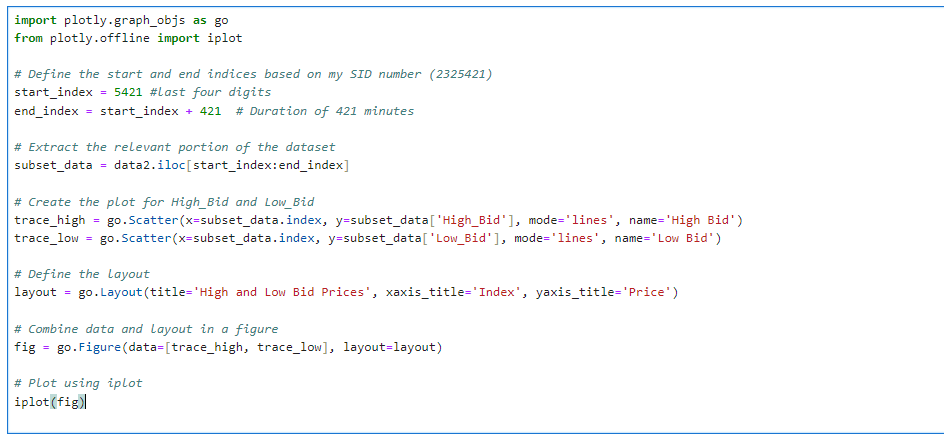 import plotly.graph_objs as go
from plotly.offline import iplot
# Define the start and end indices based on my SID number (2325421)
start_index = 5421 #last four digits
end_index = start_index + 421  # Duration of 421 minutes
# Extract the relevant portion of the dataset
subset_data = data2.iloc[start_index:end_index]
# Create the plot for High_Bid and Low_Bid
trace_high = go.Scatter(x=subset_data.index, y=subset_data['High_Bid'], mode='lines', name='High Bid')
trace_low = go.Scatter(x=subset_data.index, y=subset_data['Low_Bid'], mode='lines', name='Low Bid')
# Define the layout
layout = go.Layout(title='High and Low Bid Prices', xaxis_title='Index', yaxis_title='Price')
# Combine data and layout in a figure
fig = go.Figure(data=[trace_high, trace_low], layout=layout)
# Plot using iplot
iplot(fig)